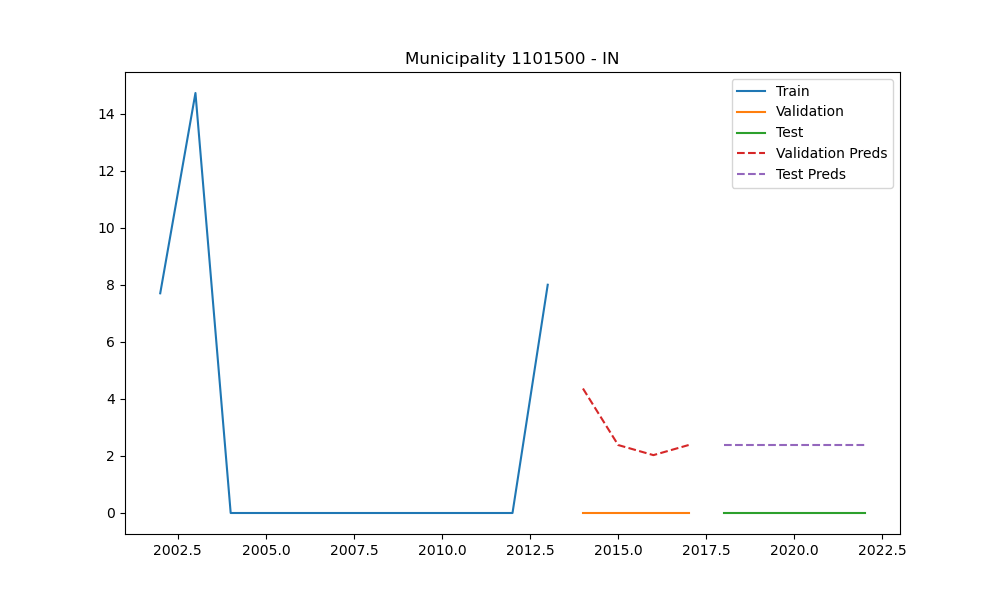 Municipality 1101500 - IN
Train
Validation
Test
Validation Preds
Test Preds
14
12
10
8
6
4
2
0
2002.5 2005.0 2007.5 2010.0 2012.5 2015.0 2017.5 2020.0 2022.5